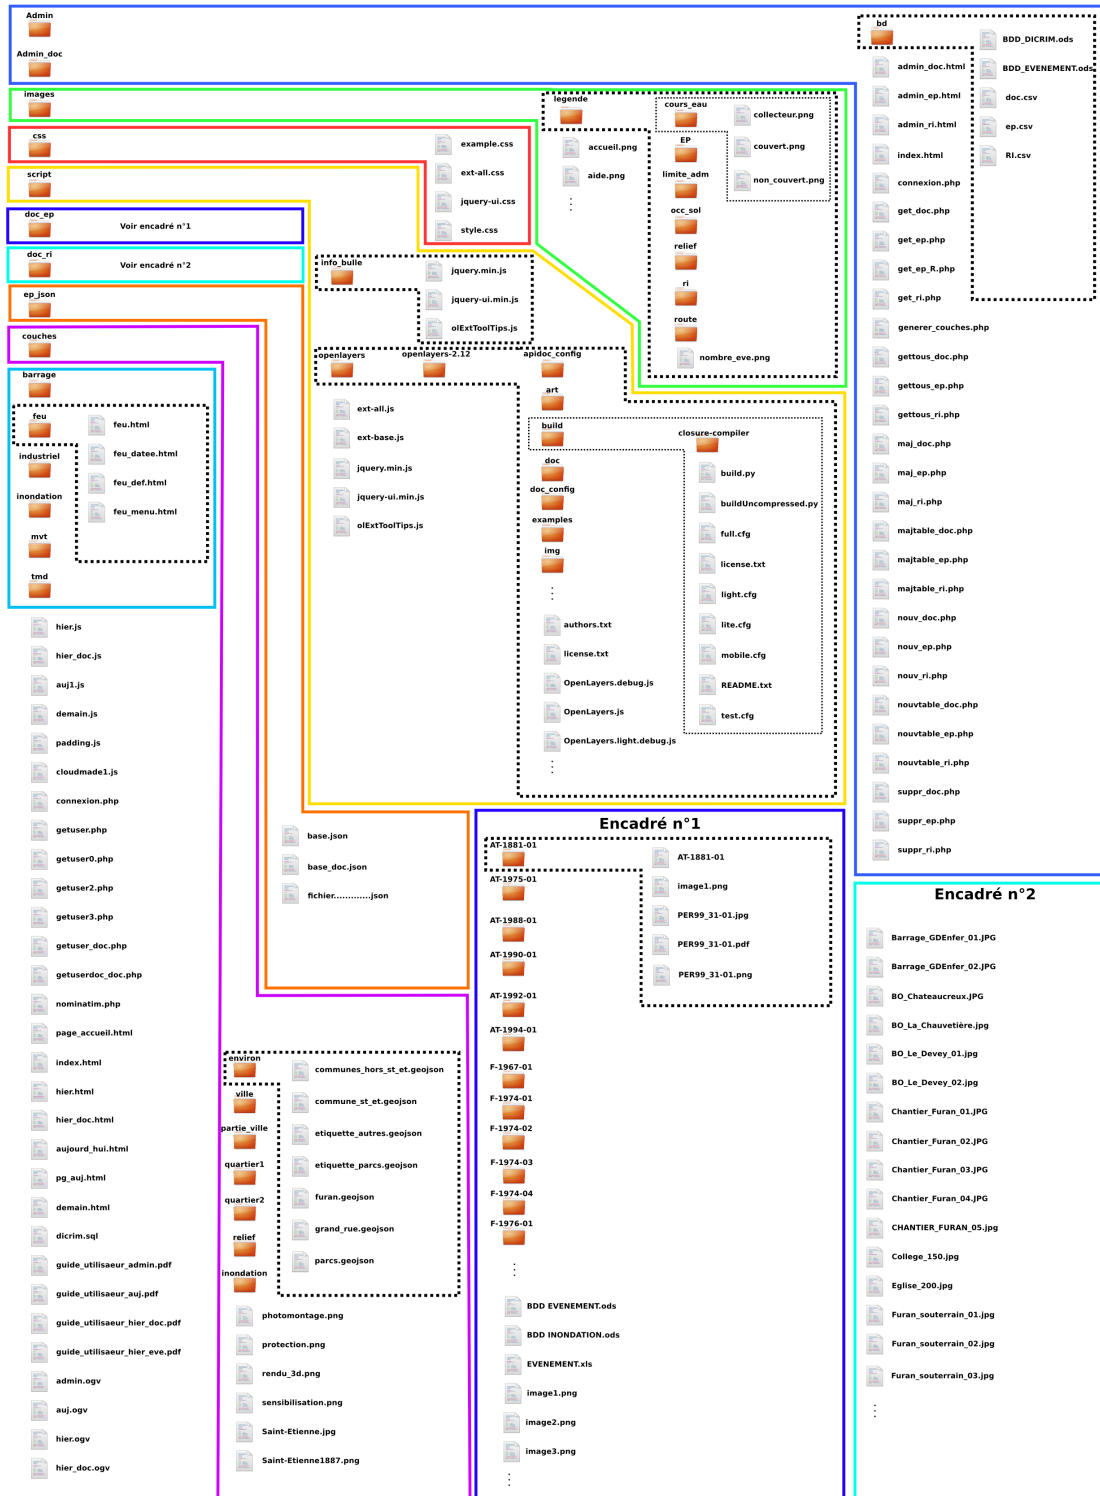 Admin
Admin_doc
images
css
script
doc_ep
Voir encadré n°1
doc_ri
Voir encadré n°2
ep_json
couches
barrage
feu
industriel
inondation
mvt
tmd
feu.html
feu_datee.html
feu_def.html
feu_menu.html
hier.js
hier_doc.js
auj1.js
demain.js
padding.js
cloudmade1.js
connexion.php
getuser.php
getuser0.php
getuser2.php
getuser3.php
getuser_doc.php
getuserdoc_doc.php
nominatim.php
page_accueil.html
index.html
hier.html
hier_doc.html
aujourd_hui.html
pg_auj.html
demain.html
dicrim.sql
guide_utilisaeur_admin.pdf
guide_utilisaeur_auj.pdf
guide_utilisaeur_hier_doc.pdf
guide_utilisaeur_hier_eve.pdf
admin.ogv
auj.ogv
hier.ogv
hier_doc.ogv
example.css
ext-all.css
jquery-ui.css
style.css
legende
accueil.png
aide.png
⋮
cours_eau
EP
limite_adm
occ_sol
relief
ri
route
nombre_eve.png
collecteur.png
couvert.png
non_couvert.png
info_bulle
jquery.min.js
jquery-ui.min.js
olExtToolTips.js
openlayers
openlayers-2.12
ext-all.js
ext-base.js
jquery.min.js
jquery-ui.min.js
olExtToolTips.js
apidoc_config
art
build
doc
doc_config
examples
img
⋮
authors.txt
license.txt
OpenLayers.debug.js
OpenLayers.js
OpenLayers.light.debug.js
⋮
closure-compiler
build.py
buildUncompressed.py
full.cfg
license.txt
light.cfg
lite.cfg
mobile.cfg
README.txt
test.cfg
base.json
base_doc.json
fichier.............json
environ
ville
partie_ville
quartier1
quartier2
relief
inondation
communes_hors_st_et.geojson
commune_st_et.geojson
etiquette_autres.geojson
etiquette_parcs.geojson
furan.geojson
grand_rue.geojson
parcs.geojson
photomontage.png
protection.png
rendu_3d.png
sensibilisation.png
Saint-Etienne.jpg
Saint-Etienne1887.png
Encadré n°1
AT-1881-01
AT-1975-01
AT-1988-01
AT-1990-01
AT-1992-01
AT-1994-01
F-1967-01
F-1974-01
F-1974-02
F-1974-03
F-1974-04
F-1976-01
⋮
AT-1881-01
image1.png
PER99_31-01.jpg
PER99_31-01.pdf
PER99_31-01.png
BDD EVENEMENT.ods
BDD INONDATION.ods
EVENEMENT.xls
image1.png
image2.png
image3.png
⋮
bd
BDD_DICRIM.ods
BDD_EVENEMENT.ods
doc.csv
ep.csv
RI.csv
admin_doc.html
admin_ep.html
admin_ri.html
index.html
connexion.php
get_doc.php
get_ep.php
get_ep_R.php
get_ri.php
generer_couches.php
gettous_doc.php
gettous_ep.php
gettous_ri.php
maj_doc.php
maj_ep.php
maj_ri.php
majtable_doc.php
majtable_ep.php
majtable_ri.php
nouv_doc.php
nouv_ep.php
nouv_ri.php
nouvtable_doc.php
nouvtable_ep.php
nouvtable_ri.php
suppr_doc.php
suppr_ep.php
suppr_ri.php
Encadré n°2
Barrage_GDEnfer_01.JPG
Barrage_GDEnfer_02.JPG
BO_Chateaucreux.JPG
BO_La_Chauvetière.jpg
BO_Le_Devey_01.jpg
BO_Le_Devey_02.jpg
Chantier_Furan_01.JPG
Chantier_Furan_02.JPG
Chantier_Furan_03.JPG
Chantier_Furan_04.JPG
CHANTIER_FURAN_05.jpg
College_150.jpg
Eglise_200.jpg
Furan_souterrain_01.jpg
Furan_souterrain_02.jpg
Furan_souterrain_03.jpg
⋮